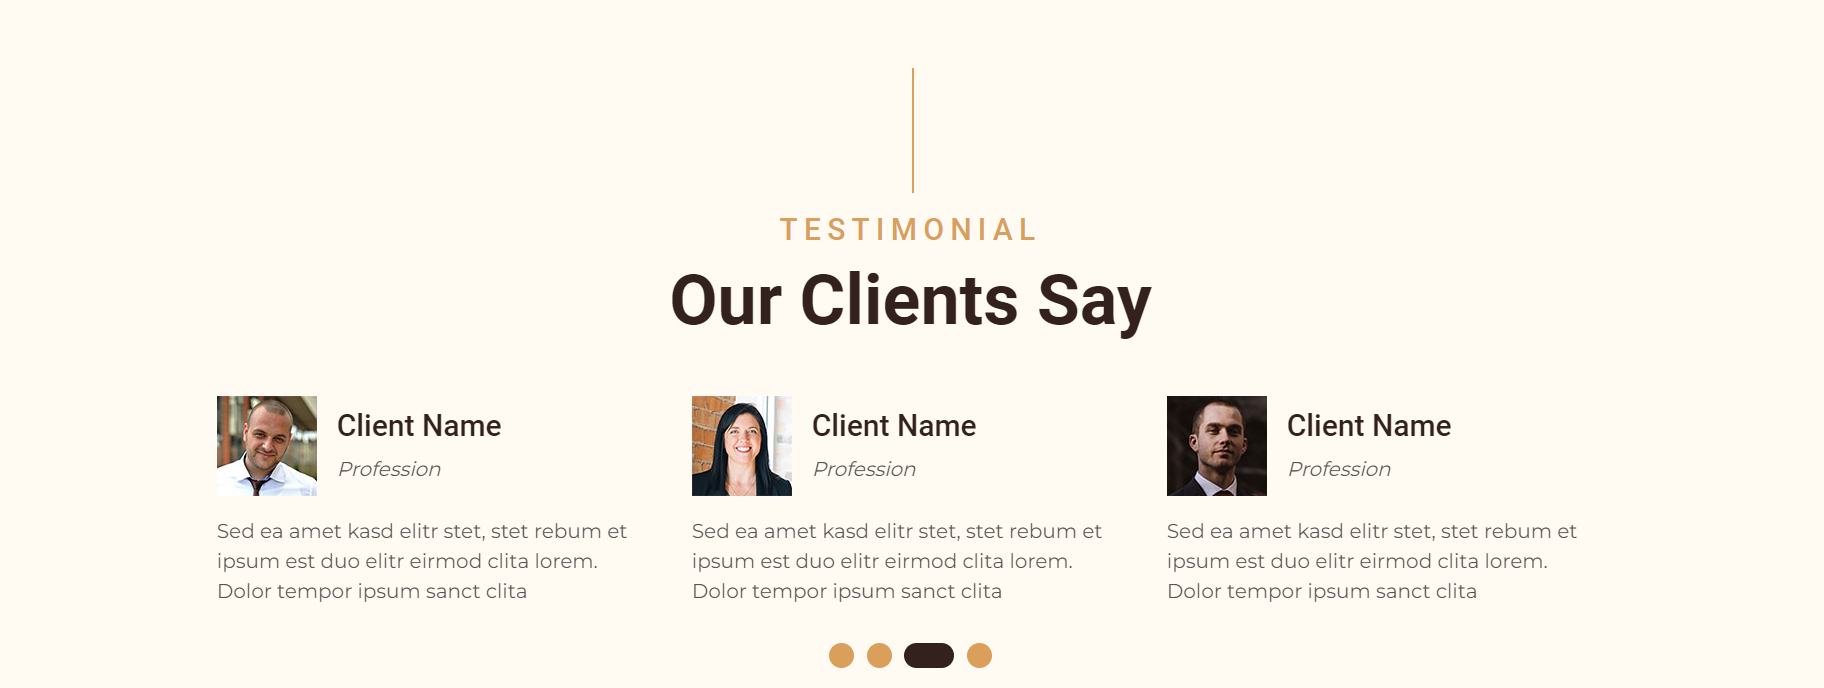 TESTIMONIAL
Our Clients Say
Client Name
Profession
Sed ea amet kasd elitr stet, stet rebum et
ipsum est duo elitr eirmod clita lorem.
Dolor tempor ipsum sanct clita
Client Name
Profession
Sed ea amet kasd elitr stet, stet rebum et
ipsum est duo elitr eirmod clita lorem.
Dolor tempor ipsum sanct clita
Client Name
Profession
Sed ea amet kasd elitr stet, stet rebum et
ipsum est duo elitr eirmod clita lorem.
Dolor tempor ipsum sanct clita